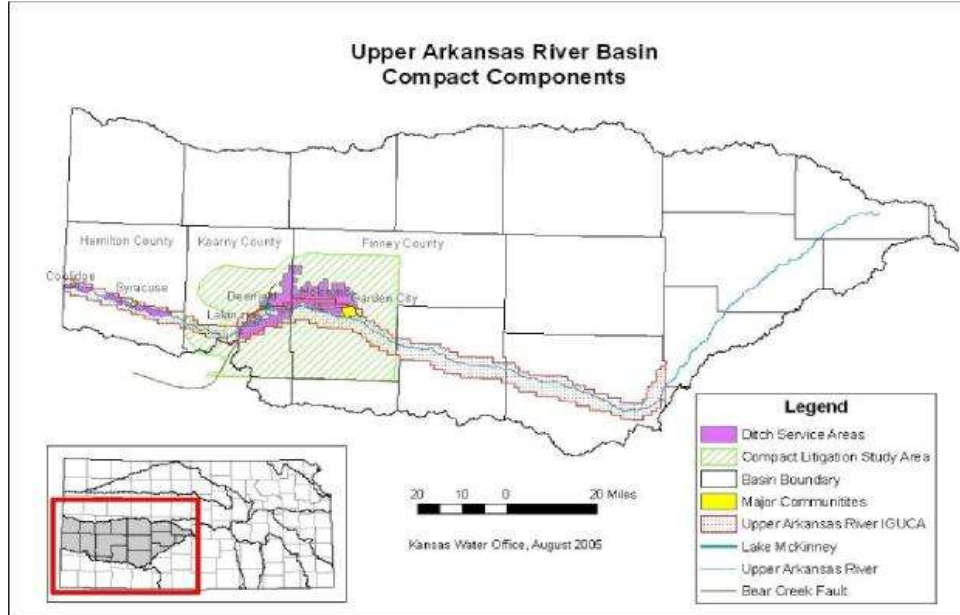 Upper Arkansas River Basin
Compact Components
Hamilton County
Kearny County
Finney County
Coolidge
Syracuse
Deerfield
Lakin
Garden City
Legend
Ditch Service Areas
Compact Litigation Study Area
Basin Boundary
Major Communitites
Upper Arkansas River IGUCA
Lake McKinney
Upper Arkansas River
Bear Creek Fault
20 15 10 5 0 20 Miles
Kansas Water Office, August 2005